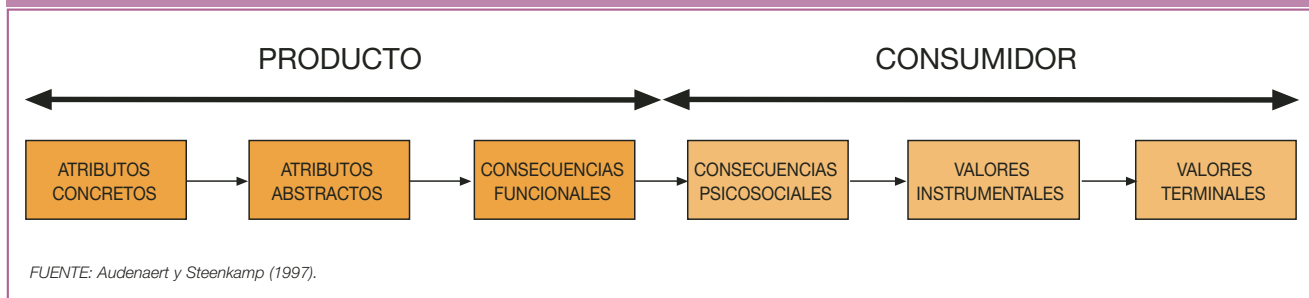 PRODUCTO
CONSUMIDOR
ATRIBUTOS
CONCRETOS
ATRIBUTOS
ABSTRACTOS
CONSECUENCIAS
FUNCIONALES
CONSECUENCIAS
PSICOSOCIALES
VALORES
INSTRUMENTALES
VALORES
TERMINALES
FUENTE: Audenaert y Steenkamp (1997).